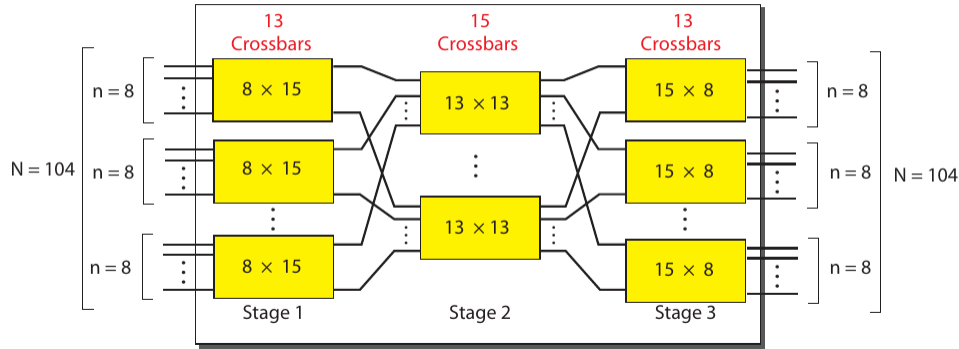 13
Crossbars
15
Crossbars
13
Crossbars
n = 8
8 × 15
13 × 13
15 × 8
n = 8
N = 104
n = 8
8 × 15
15 × 8
n = 8
N = 104
13 × 13
n = 8
8 × 15
15 × 8
n = 8
Stage 1
Stage 2
Stage 3